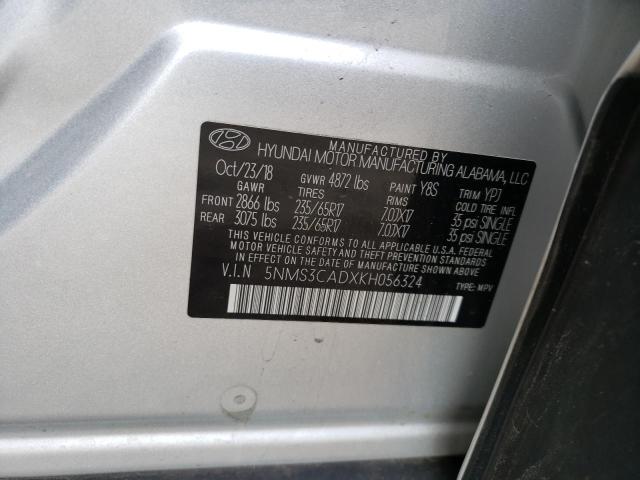 MANUFACTURED BY
HYUNDAI MOTOR MANUFACTURING ALABAMA, LLC
Oct/23/18 GVWR 4872 lbs PAINT Y8S TRIM YPJ
GAWR TIRES RIMS COLD TIRE INFL
FRONT 2866 lbs 235/65R17 7.0JX17 35 psi SINGLE
REAR 3075 lbs 235/65R17 7.0JX17 35 psi SINGLE
THIS VEHICLE CONFORMS TO ALL APPLICABLE U.S.A. FEDERAL
MOTOR VEHICLE SAFETY, BUMPER, AND THEFT PREVENTION STANDARDS
IN EFFECT ON THE DATE OF MANUFACTURE SHOWN ABOVE.
V.I.N 5NMS3CADXKH056324
TYPE: MPV